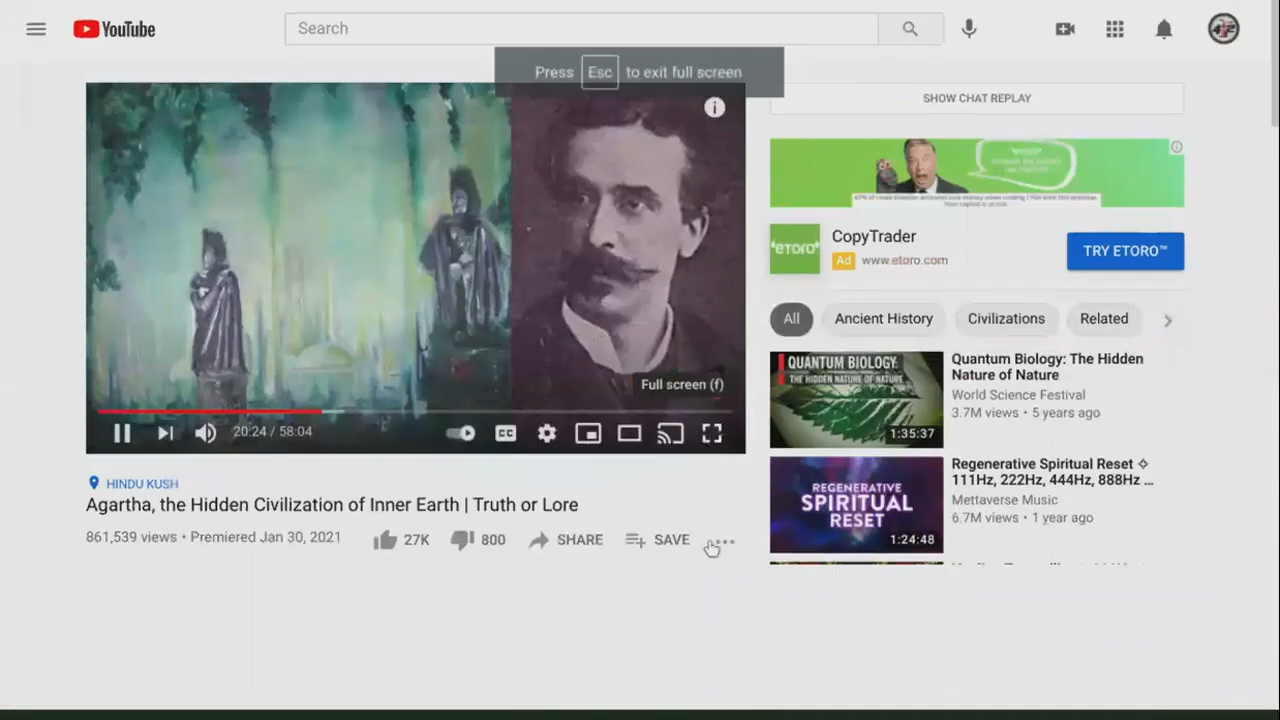 YouTube
Search
Press Esc to exit full screen
SHOW CHAT REPLAY
CopyTrader
Ad www.etoro.com
TRY ETORO™
'eToro'
All
Ancient History
Civilizations
Related
Full screen (f)
20:24 / 58:04
CC
QUANTUM BIOLOGY:
THE HIDDEN NATURE OF NATURE
1:35:37
Quantum Biology: The Hidden
Nature of Nature
World Science Festival
3.7M views • 5 years ago
REGENERATIVE
SPIRITUAL
RESET
1:24:48
Regenerative Spiritual Reset ✧
111Hz, 222Hz, 444Hz, 888Hz ...
Mettaverse Music
6.7M views • 1 year ago
HINDU KUSH
Agartha, the Hidden Civilization of Inner Earth | Truth or Lore
861,539 views • Premiered Jan 30, 2021
27K
800
SHARE
SAVE